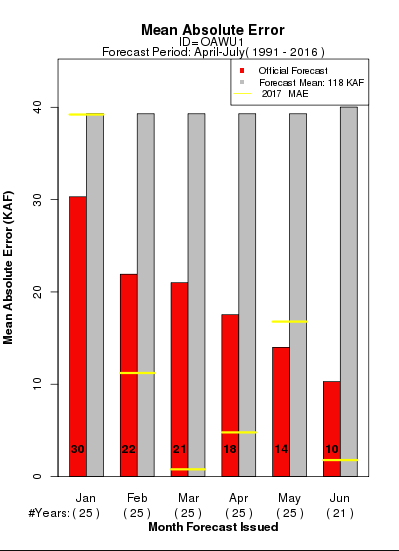 Mean Absolute Error
ID=OAWU1
Forecast Period: April-July( 1991 - 2016 )
Official Forecast
Forecast Mean: 118 KAF
2017 MAE
Mean Absolute Error (KAF)
40
30
20
10
0
30 22 21 18 14 10
Jan Feb Mar Apr May Jun
#Years: ( 25 ) ( 25 ) ( 25 ) ( 25 ) ( 25 ) ( 21 )
Month Forecast Issued